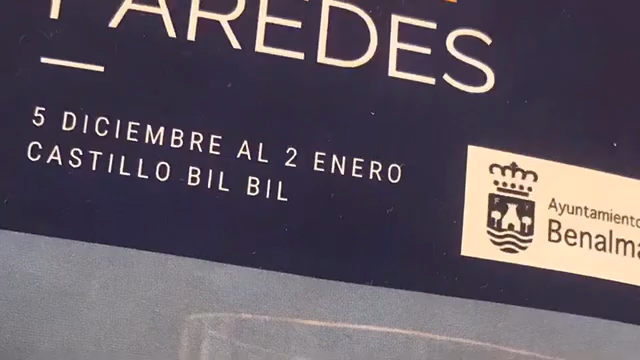 PAREDES
5 DICIEMBRE AL 2 ENERO
CASTILLO BIL BIL
Ayuntamiento
Benalma